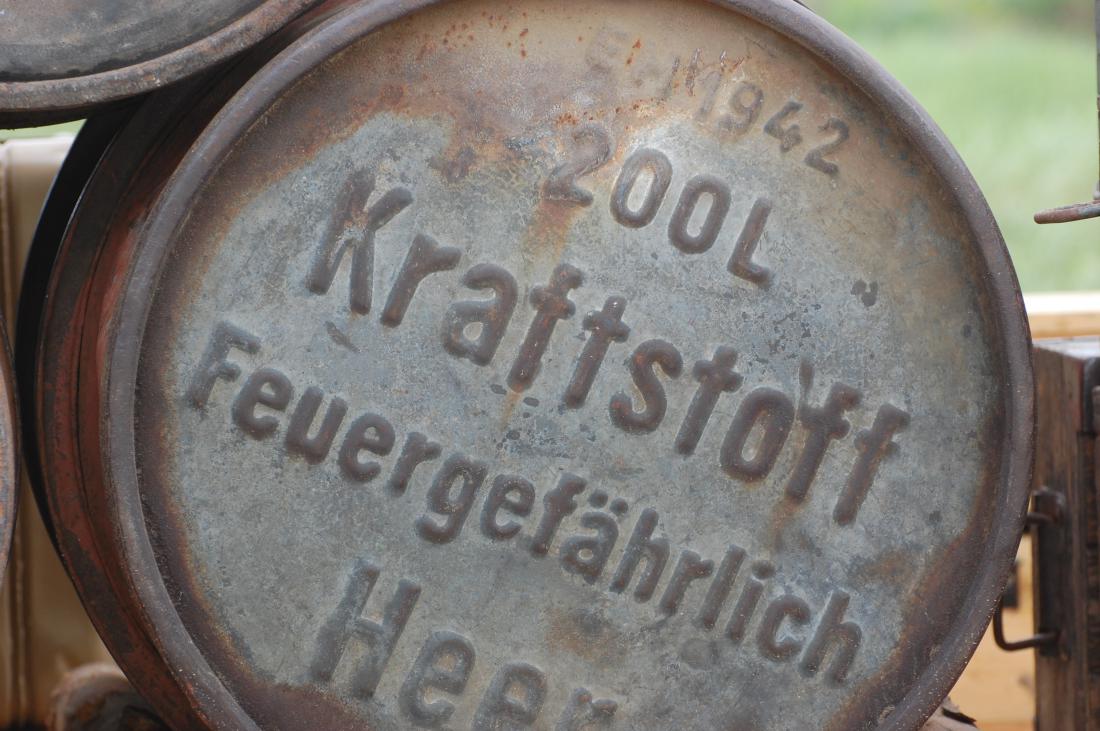 1942
200L
Kraftstoff
Feuergefährlich
Heer